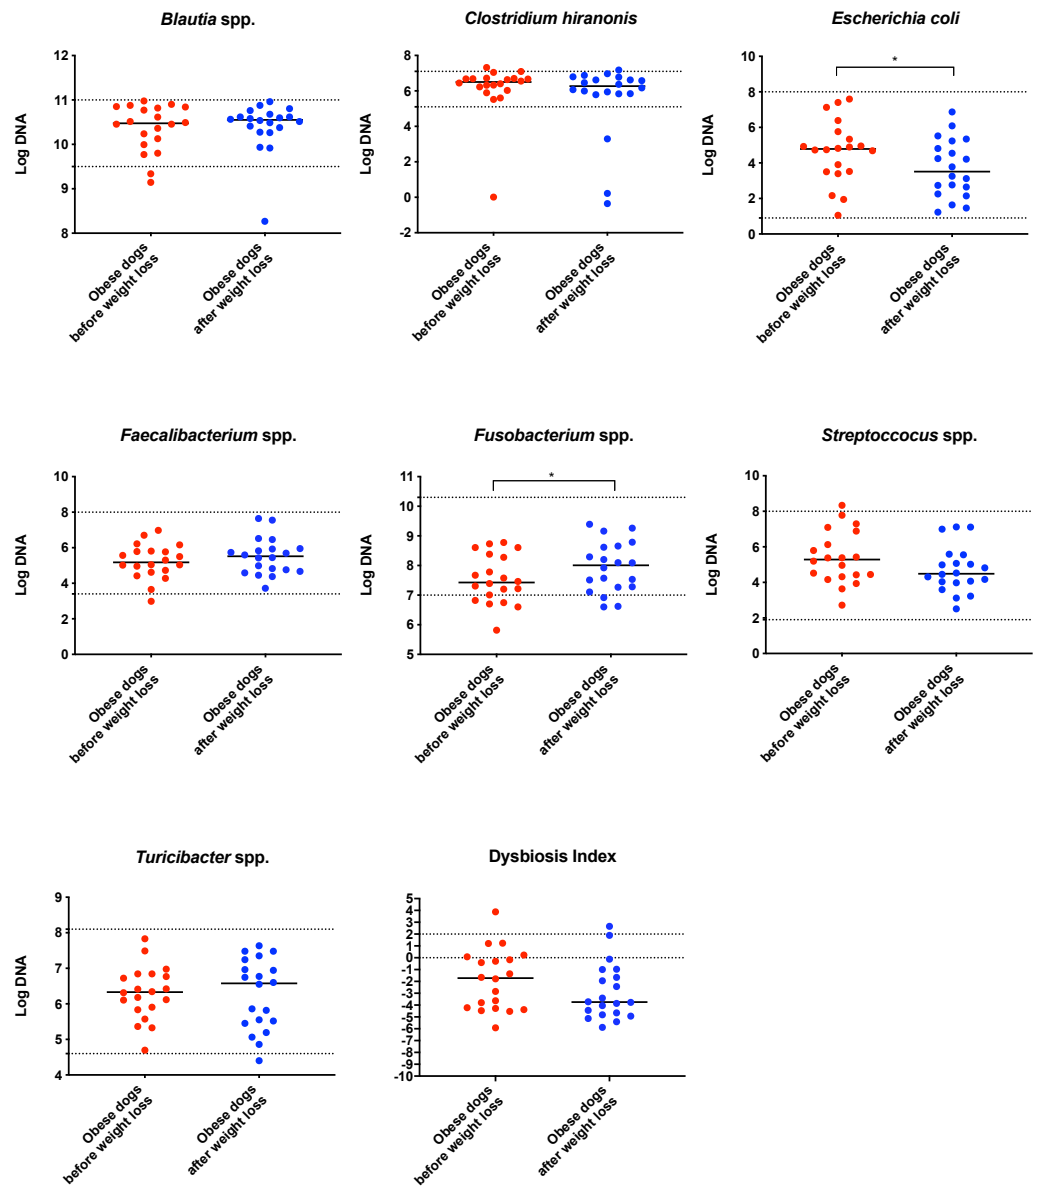 Blautia spp.
12
11
10
9
8
Log DNA
Obese dogs
before weight loss
Obese dogs
after weight loss
Clostridium hiranonis
8
6
4
2
0
-2
Log DNA
Obese dogs
before weight loss
Obese dogs
after weight loss
Escherichia coli
*
10
8
6
4
2
0
Log DNA
Obese dogs
before weight loss
Obese dogs
after weight loss
Faecalibacterium spp.
10
8
6
4
2
0
Log DNA
Obese dogs
before weight loss
Obese dogs
after weight loss
Fusobacterium spp.
*
11
10
9
8
7
6
5
Log DNA
Obese dogs
before weight loss
Obese dogs
after weight loss
Streptoccocus spp.
10
8
6
4
2
0
Log DNA
Obese dogs
before weight loss
Obese dogs
after weight loss
Turicibacter spp.
9
8
7
6
5
4
Log DNA
Obese dogs
before weight loss
Obese dogs
after weight loss
Dysbiosis Index
5
4
3
2
1
0
-1
-2
-3
-4
-5
-6
-7
-8
-9
-10
Obese dogs
before weight loss
Obese dogs
after weight loss